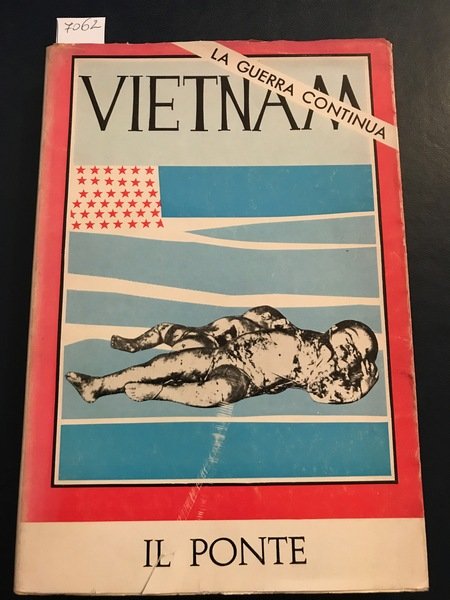 7062
LA GUERRA CONTINUA
VIETNAM
IL PONTE